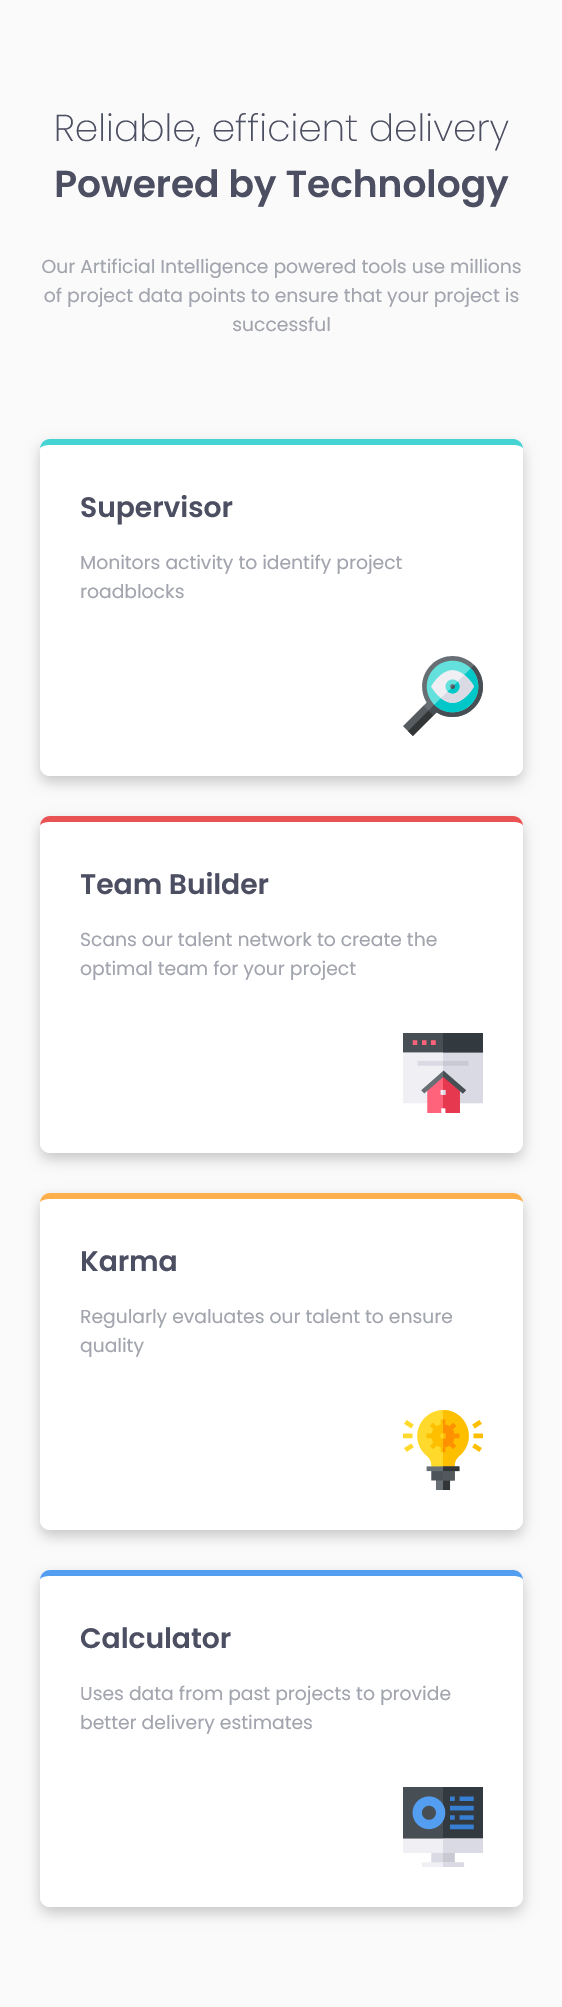 Reliable, efficient delivery
Powered by Technology
Our Artificial Intelligence powered tools use millions
of project data points to ensure that your project is
successful
Supervisor
Monitors activity to identify project
roadblocks
Team Builder
Scans our talent network to create the
optimal team for your project
Karma
Regularly evaluates our talent to ensure
quality
Calculator
Uses data from past projects to provide
better delivery estimates